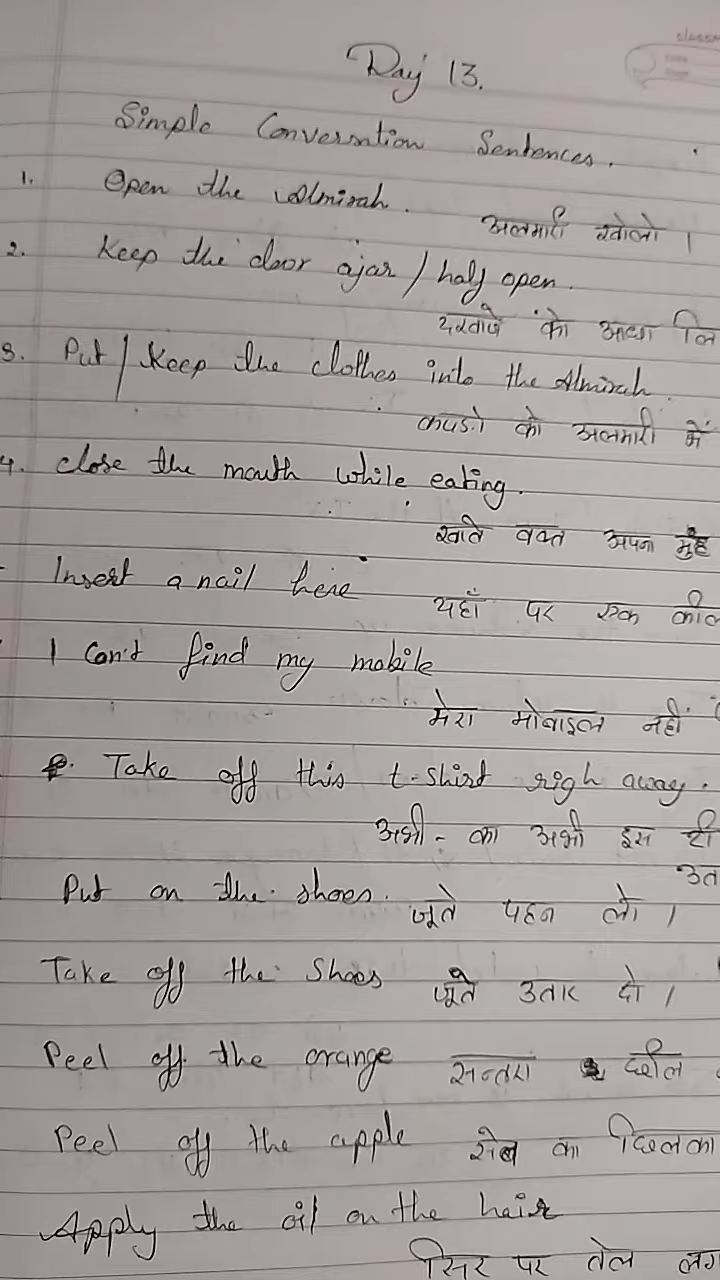 Day 13.
Simple Converstion Sentences.
1. Open the Almirah.
अलमारी खोलो ।
2. Keep the door ajar / half open.
दरवाजे को आधा
3. Put / Keep the clothes into the Almirah.
कपड़ो को अलमारी में
4. Close the mouth while eating.
खाते वक्त अपना मुँह
Insert a nail here
यहाँ पर एक कील
I Can't find my mobile
मेरा मोबाइल नहीं
Take off this t-shirt righ away.
अभी - का अभी इस टी
उता
Put on the shoes. जूते पहन लो ।
Take off the Shoes जूते उतार दो ।
Peel off the orange सन्तरा छील
Peel off the apple सेब का छिलका
Apply the oil on the hair
सिर पर तेल लगा